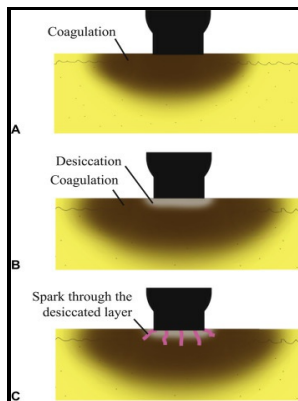 Coagulation
A
Desiccation
Coagulation
B
Spark through the
desiccated layer
C